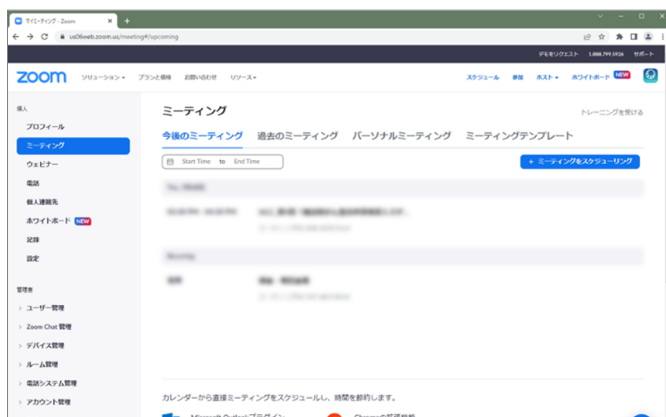 マイミーティング - Zoom
us06web.zoom.us/meeting#/upcoming
デモをリクエスト 1.888.799.5926 サポート
zoom ソリューション プランと価格 お問い合わせ リソース スケジュール 参加 ホスト ホワイトボード NEW
個人
プロフィール
ミーティング
ウェビナー
電話
個人連絡先
ホワイトボード NEW
記録
設定
管理者
ユーザー管理
Zoom Chat 管理
デバイス管理
ルーム管理
電話システム管理
アカウント管理
ミーティング トレーニングを受ける
今後のミーティング 過去のミーティング パーソナルミーティング ミーティングテンプレート
Start Time to End Time + ミーティングをスケジューリング
カレンダーから直接ミーティングをスケジュールし、時間を節約します。